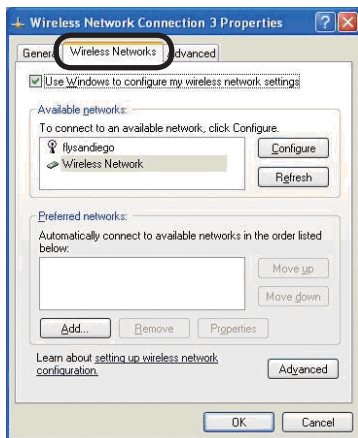 Wireless Network Connection 3 Properties
General Wireless Networks Advanced
Use Windows to configure my wireless network settings
Available networks:
To connect to an available network, click Configure.
flysandiego
Wireless Network
Configure
Refresh
Preferred networks:
Automatically connect to available networks in the order listed
below:
Move up
Move down
Add... Remove Properties
Learn about setting up wireless network
configuration.
Advanced
OK Cancel